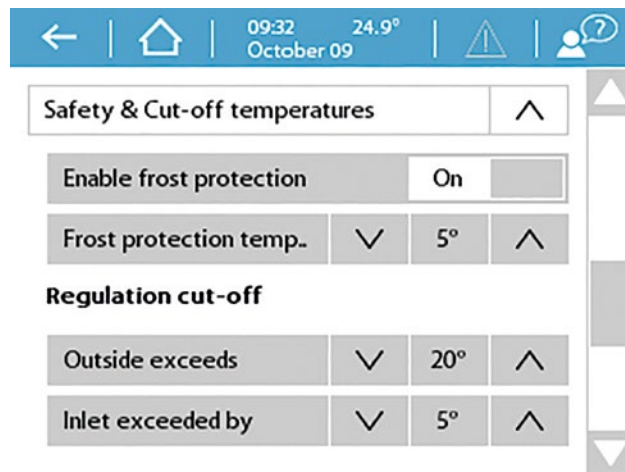 09:32 24.9°
October 09
?
Safety & Cut-off temperatures
Enable frost protection On
Frost protection temp.. 5°
Regulation cut-off
Outside exceeds 20°
Inlet exceeded by 5°